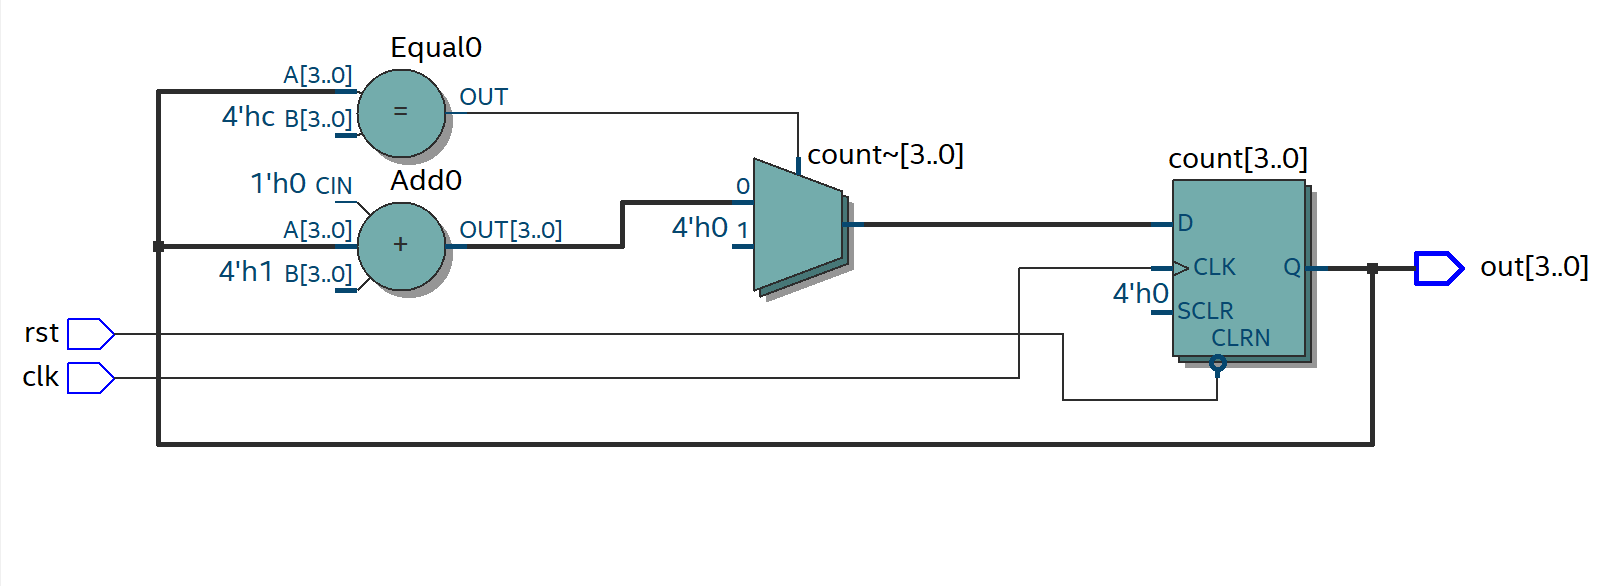 Equal0
A[3..0]
=
OUT
4'hc B[3..0]
count~[3..0]
count[3..0]
1'h0 CIN
Add0
0
A[3..0]
+
OUT[3..0]
4'h0 1
D
4'h1 B[3..0]
CLK
Q
out[3..0]
4'h0
SCLR
rst
CLRN
clk